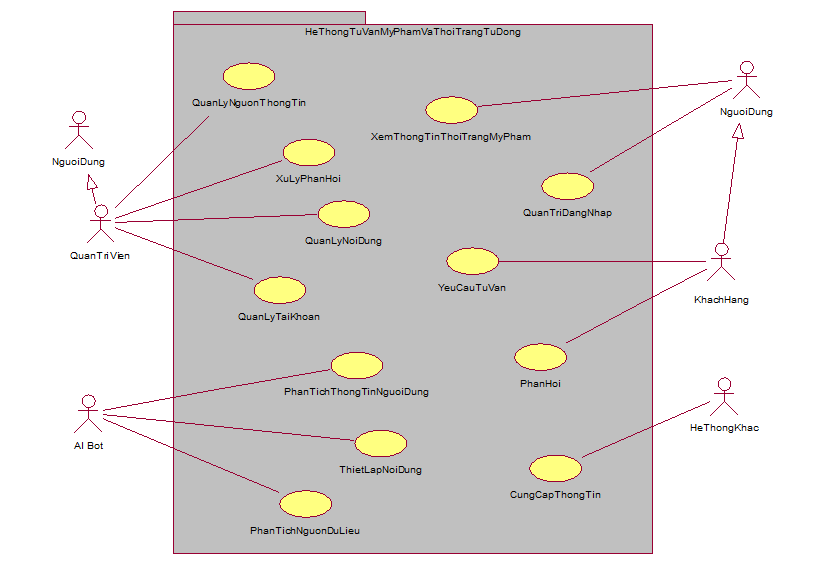 HeThongTuVanMyPhamVaThoiTrangTuDong
QuanLyNguonThongTin
XemThongTinThoiTrangMyPham
NguoiDung
NguoiDung
XuLyPhanHoi
QuanTriDangNhap
QuanTriVien
QuanLyNoiDung
YeuCauTuVan
KhachHang
QuanLyTaiKhoan
PhanTichThongTinNguoiDung
PhanHoi
HeThongKhac
AI Bot
ThietLapNoiDung
CungCapThongTin
PhanTichNguonDuLieu